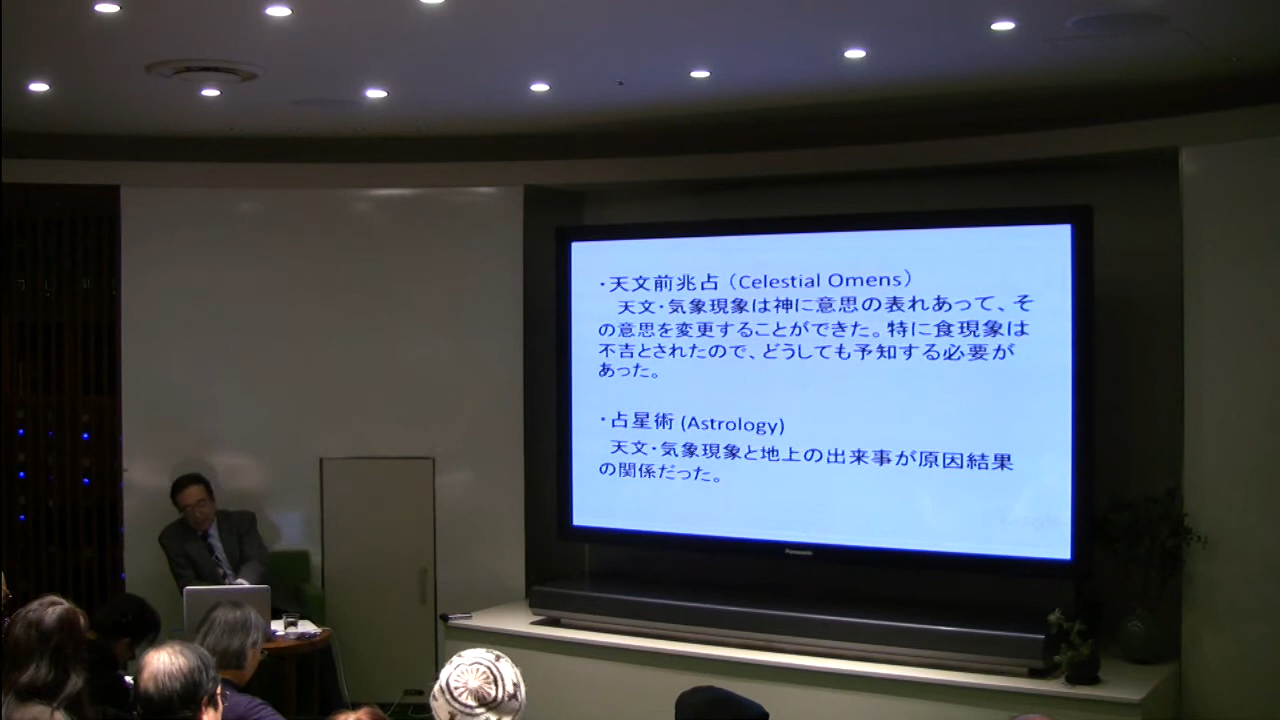 ・天文前兆占（Celestial Omens）
天文・気象現象は神に意思の表れあって、そ
の意思を変更することができた。特に食現象は
不吉とされたので、どうしても予知する必要が
あった。
・占星術 (Astrology)
天文・気象現象と地上の出来事が原因結果
の関係だった。
Panasonic